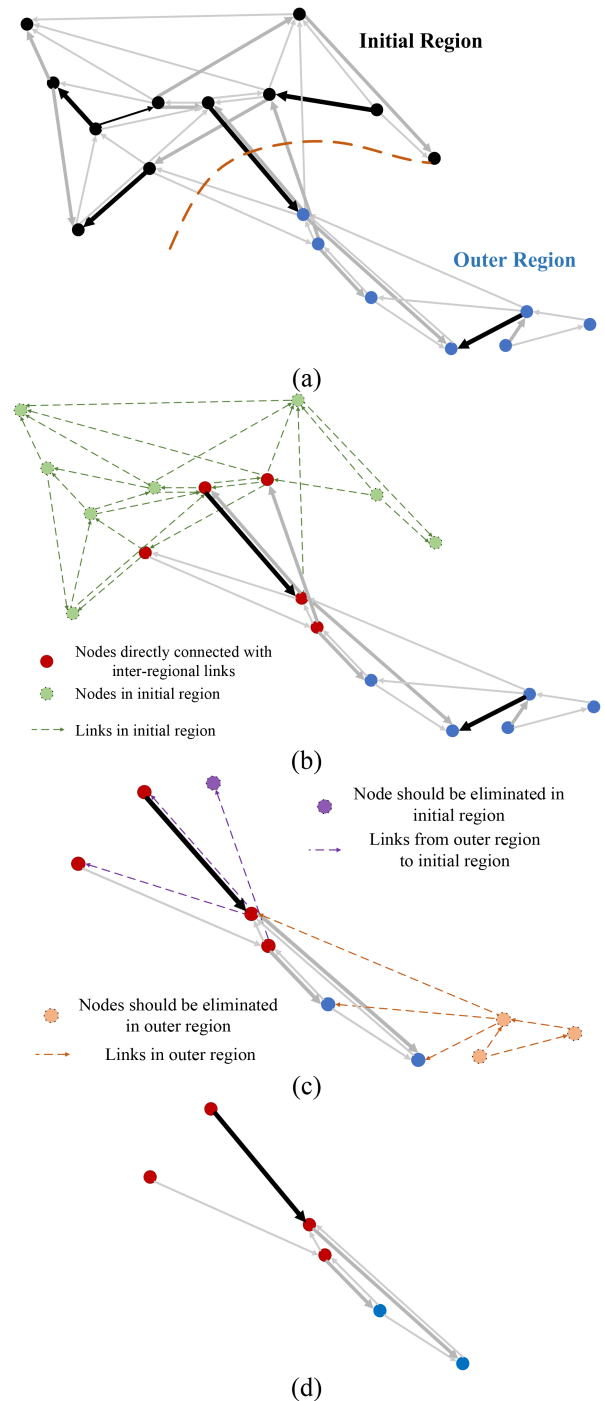 Initial Region
Outer Region
(a)
Nodes directly connected with
inter-regional links
Nodes in initial region
Links in initial region
(b)
Node should be eliminated in
initial region
Links from outer region
to initial region
Nodes should be eliminated
in outer region
Links in outer region
(c)
(d)